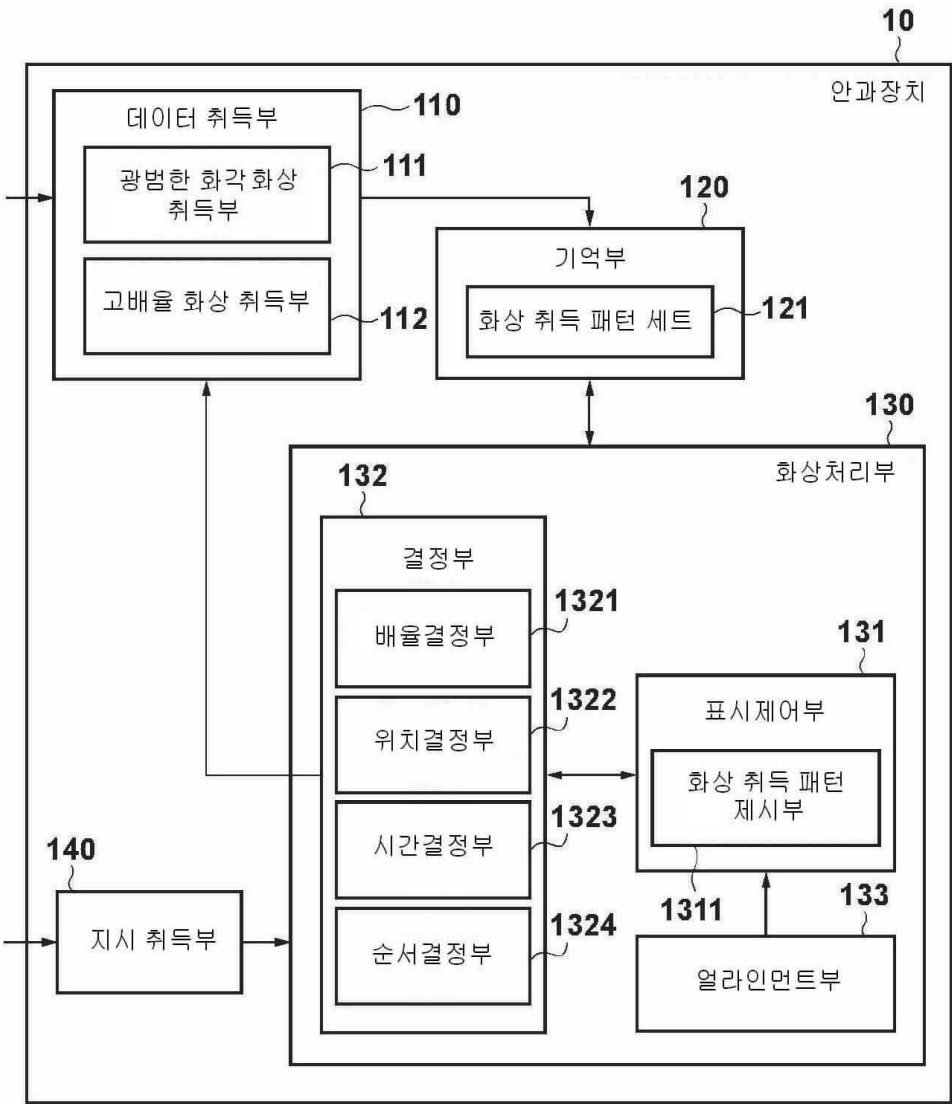 10
안과장치
데이터 취득부
110
광범한 화각화상
취득부
111
고배율 화상 취득부
112
120
기억부
화상 취득 패턴 세트
121
130
화상처리부
132
결정부
배율결정부
1321
위치결정부
1322
시간결정부
1323
순서결정부
1324
131
표시제어부
화상 취득 패턴
제시부
1311
133
얼라인먼트부
140
지시 취득부